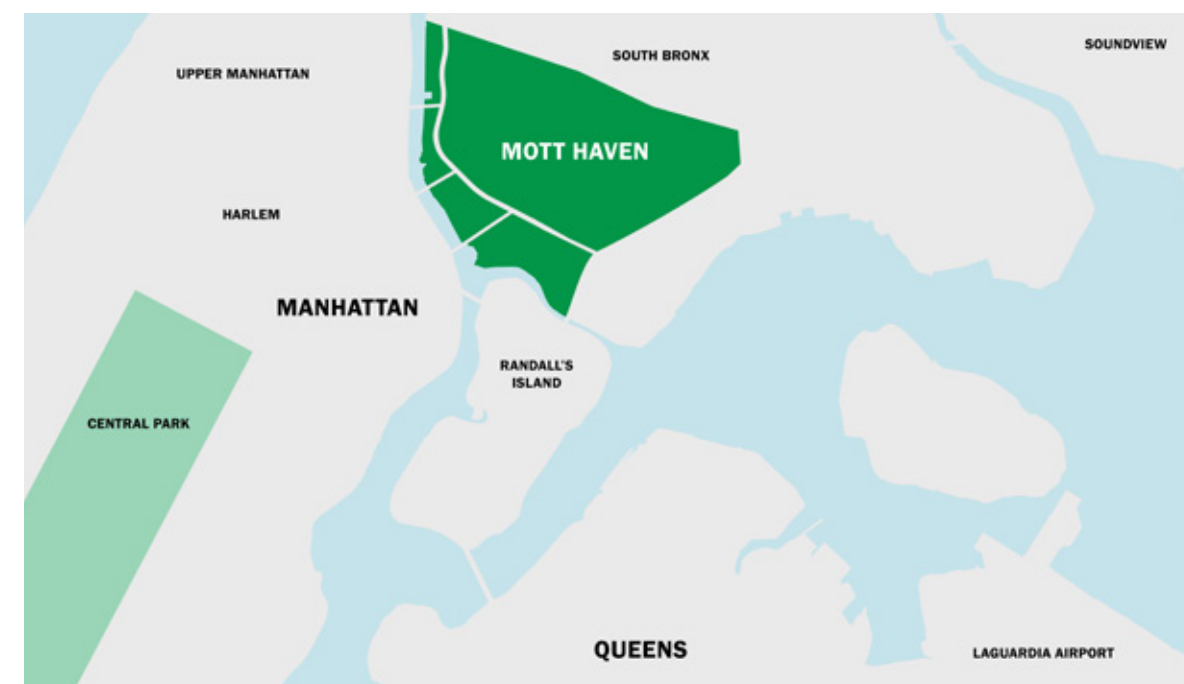 SOUTH BRONX
SOUNDVIEW
UPPER MANHATTAN
MOTT HAVEN
HARLEM
MANHATTAN
RANDALL'S
ISLAND
CENTRAL PARK
QUEENS
LAGUARDIA AIRPORT